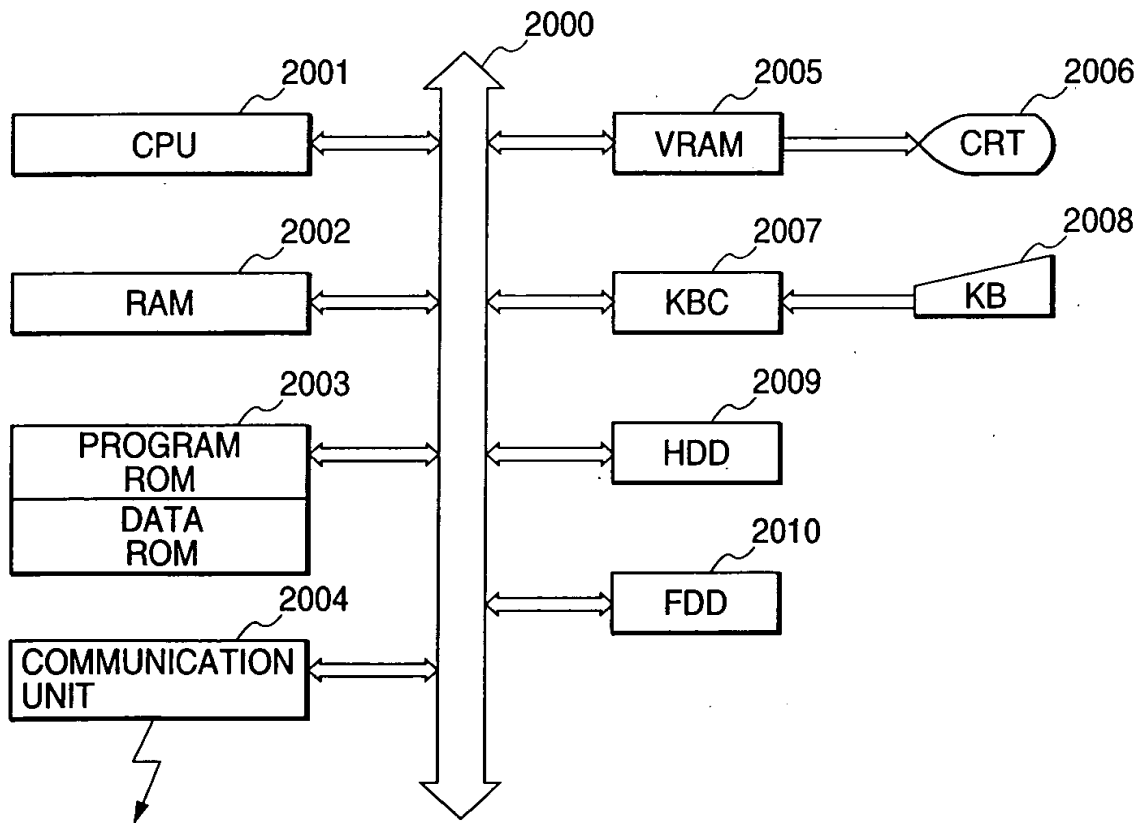 2000
2001
CPU
2005
VRAM
2006
CRT
2002
RAM
2007
KBC
2008
KB
2003
PROGRAM
ROM
DATA
ROM
2009
HDD
2010
FDD
2004
COMMUNICATION
UNIT